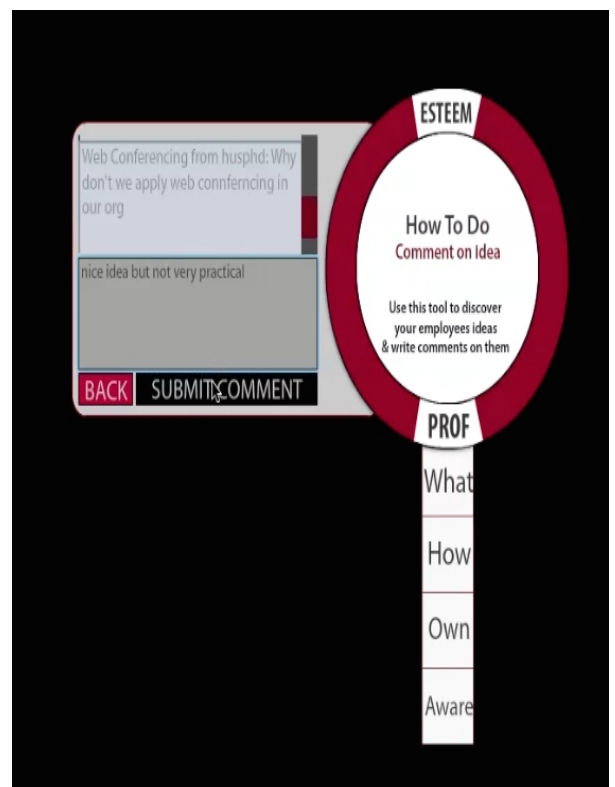 Web Conferencing from husphd: Why
don't we apply web connferncing in
our org
nice idea but not very practical
BACK
SUBMIT COMMENT
ESTEEM
How To Do
Comment on Idea
Use this tool to discover
your employees ideas
& write comments on them
PROF
What
How
Own
Aware